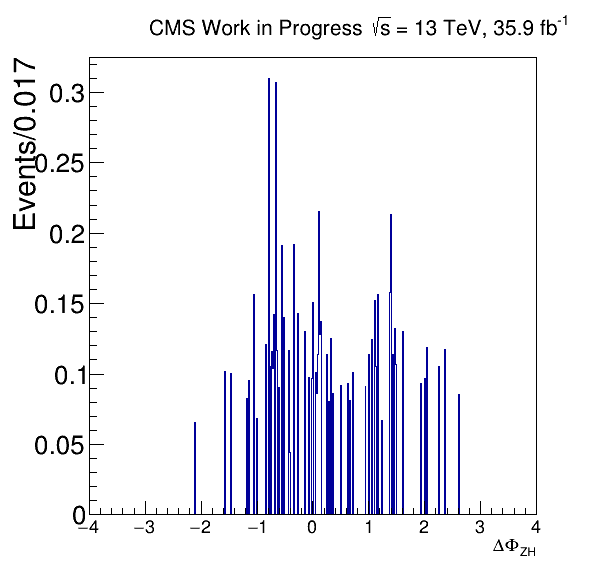 CMS Work in Progress √s = 13 TeV, 35.9 fb⁻¹
Events/0.017
0.3
0.25
0.2
0.15
0.1
0.05
0
−4 −3 −2 −1 0 1 2 3 4
ΔΦ_ZH